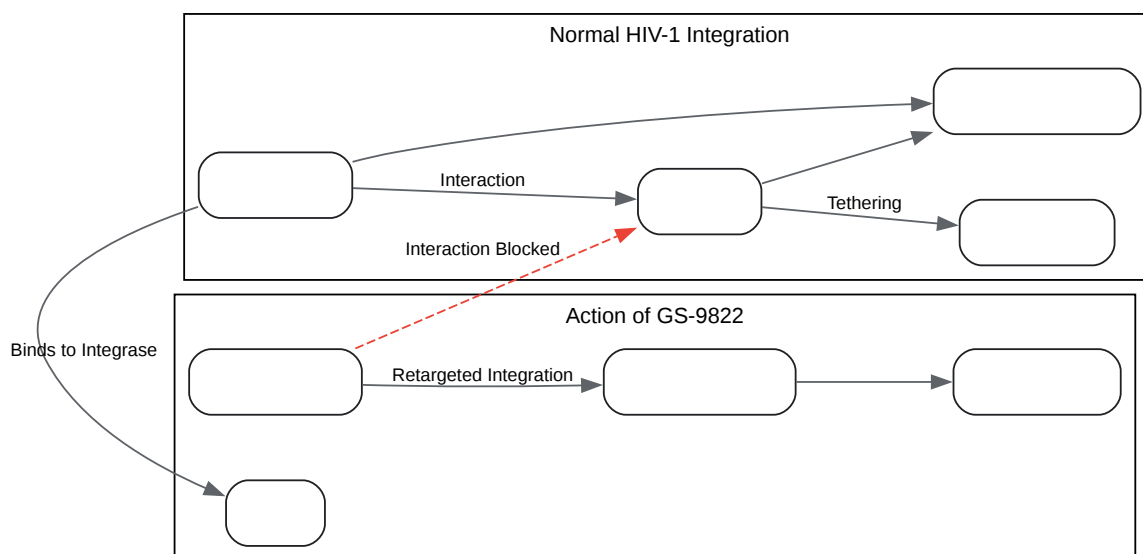 Normal HIV-1 Integration
Interaction
Tethering
Interaction Blocked
Action of GS-9822
Binds to Integrase
Retargeted Integration